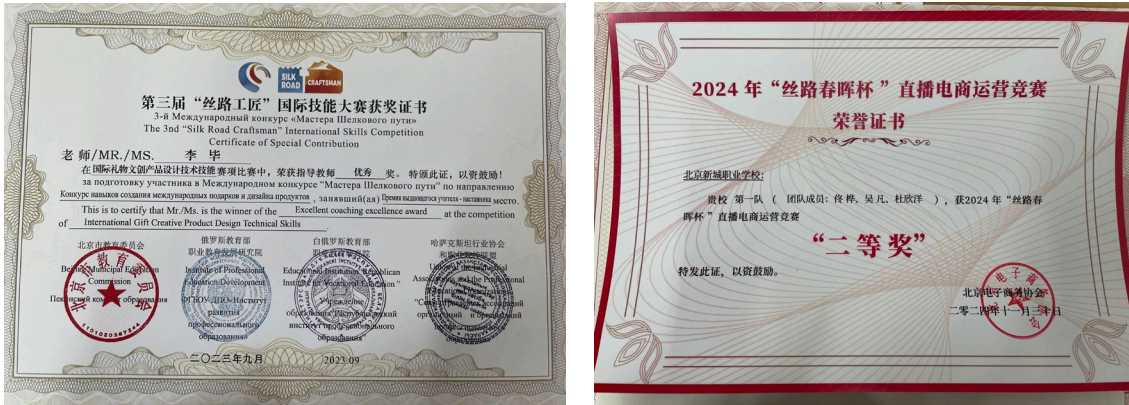 SILK
ROAD
CRAFTSMAN
第三届“丝路工匠”国际技能大赛获奖证书
3-й Международный конкурс «Мастера Шелкового пути»
The 3nd “Silk Road Craftsman” International Skills Competition
Certificate of Special Contribution
老 师/MR./MS. 李 毕
在 国际礼物文创产品设计技术技能 赛项比赛中，荣获指导教师 优秀 奖。 特颁此证，以资鼓励！
за подготовку участника в Международном конкурсе “Мастера Шелкового пути” по направлению
Конкурс навыков создания международных подарков и дизайна продуктов , занявший(ая) Премия выдающегося учителя - наставника место.
This is to certify that Mr./Ms. is the winner of the Excellent coaching excellence award at the competition
of International Gift Creative Product Design Technical Skills .
北京市教育委员会
Beijing Municipal Education
Commission
Пекинский комитет образования
1101020367344
俄罗斯教育部
职业教育发展研究院
Institute of Professional
Education Development
ФГБОУ ДПО Институт
развития
профессионального
образования
白俄罗斯教育部
Educational Institution "Republican
Institute for Vocational Education "
Учреждение
образования Республиканский
институт профессионального
образования
哈萨克斯坦行业协会
二〇二三年九月
2023.09
2024 年“丝路春晖杯 ”直播电商运营竞赛
荣誉证书
北京新城职业学校:
贵校 第一队 （ 团队成员: 佟 桦、吴 凡、杜欣洋 ），获2024 年“丝路春
晖杯 ”直播电商运营竞赛
“二等奖”
特发此证，以资鼓励。
北京电子商务协会
二零二四年十一月三十日